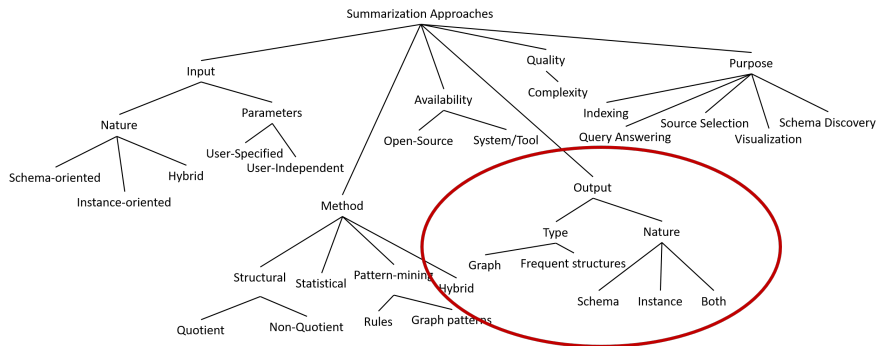 Summarization Approaches
Input
Quality
Purpose
Nature
Parameters
Availability
Complexity
Indexing
Query Answering
Source Selection
Visualization
Schema Discovery
Schema-oriented
Instance-oriented
Hybrid
User-Specified
User-Independent
Open-Source
System/Tool
Method
Output
Structural
Statistical
Pattern-mining
Hybrid
Type
Nature
Graph
Frequent structures
Quotient
Non-Quotient
Rules
Graph patterns
Schema
Instance
Both